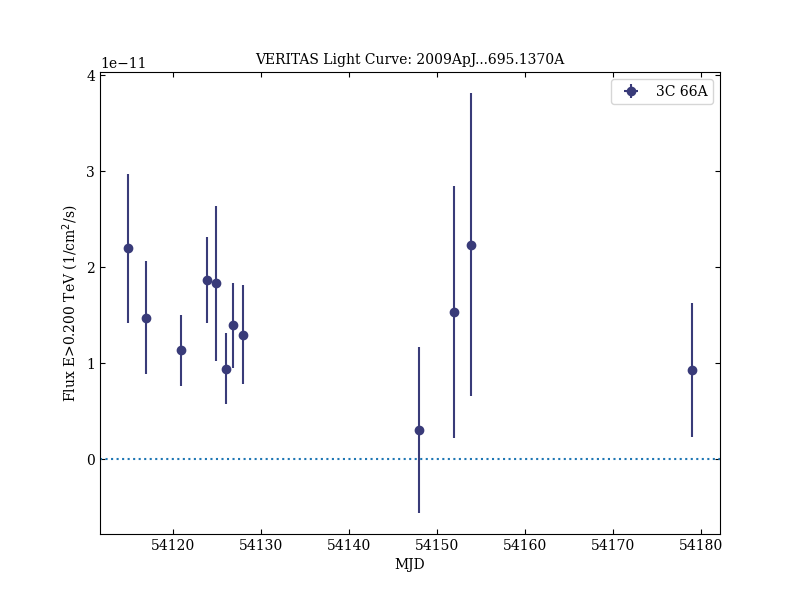 VERITAS Light Curve: 2009ApJ...695.1370A
1e−11
3C 66A
4
3
2
1
0
Flux E>0.200 TeV (1/cm²/s)
54120 54130 54140 54150 54160 54170 54180
MJD